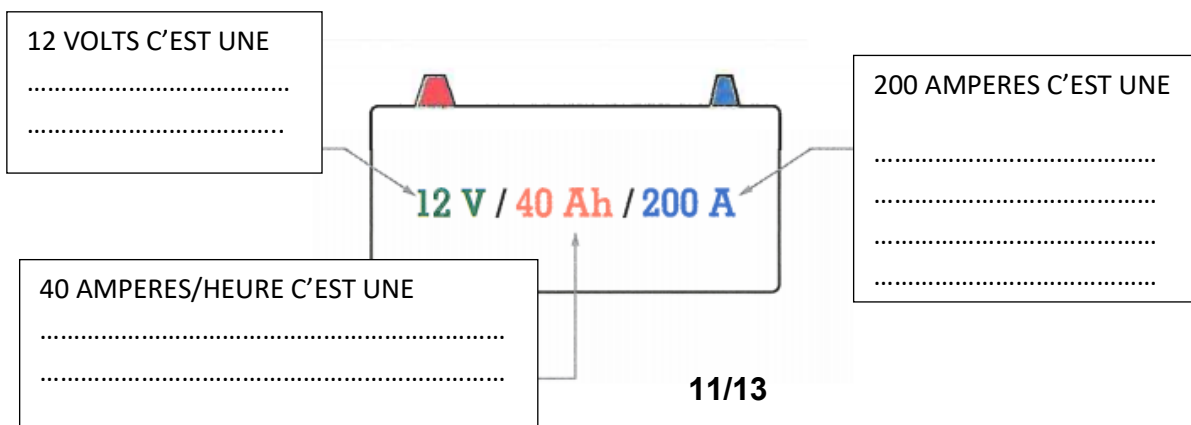 12 VOLTS C’EST UNE
…………………………………
………………………………..
200 AMPERES C’EST UNE
……………………………………
……………………………………
……………………………………
……………………………………
12 V / 40 Ah / 200 A
40 AMPERES/HEURE C’EST UNE
……………………………………………………………
……………………………………………………………
11/13